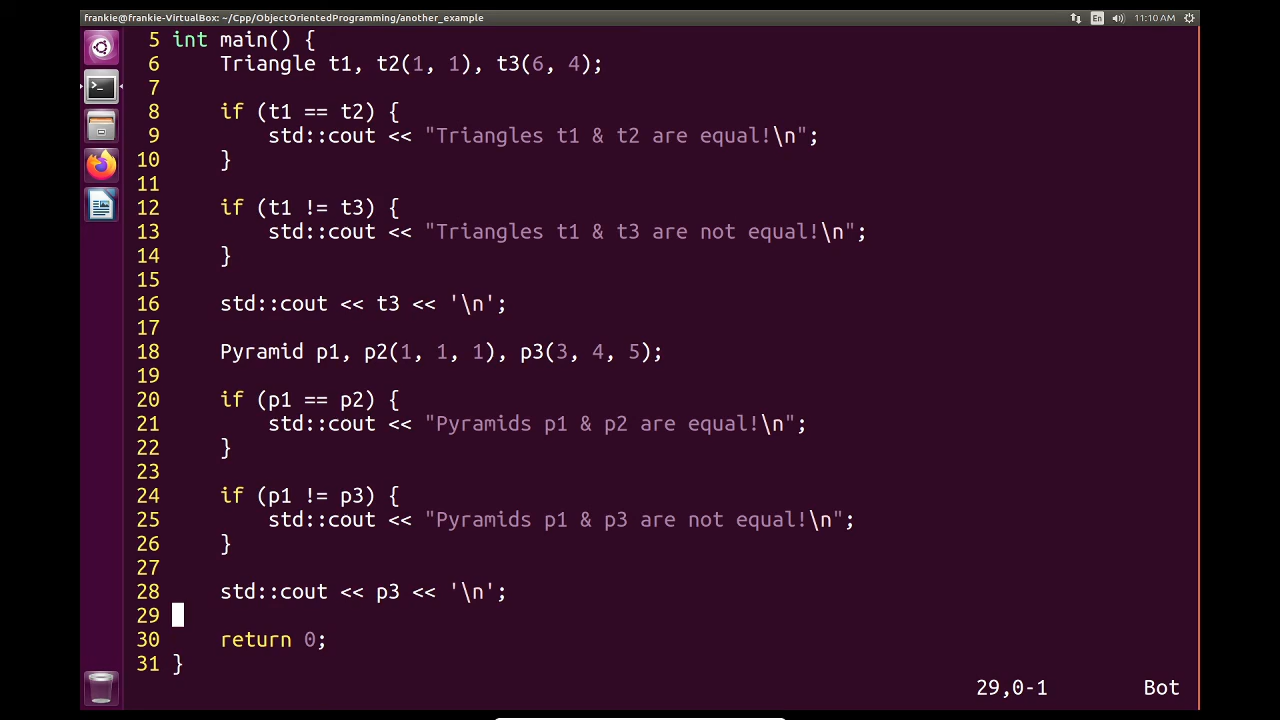 frankie@frankie-VirtualBox: ~/Cpp/ObjectOrientedProgramming/another_example En 11:10 AM
5 int main() {
6     Triangle t1, t2(1, 1), t3(6, 4);
7
8     if (t1 == t2) {
9         std::cout << "Triangles t1 & t2 are equal!\n";
10     }
11
12     if (t1 != t3) {
13         std::cout << "Triangles t1 & t3 are not equal!\n";
14     }
15
16     std::cout << t3 << '\n';
17
18     Pyramid p1, p2(1, 1, 1), p3(3, 4, 5);
19
20     if (p1 == p2) {
21         std::cout << "Pyramids p1 & p2 are equal!\n";
22     }
23
24     if (p1 != p3) {
25         std::cout << "Pyramids p1 & p3 are not equal!\n";
26     }
27
28     std::cout << p3 << '\n';
29
30     return 0;
31 }
29,0-1 Bot